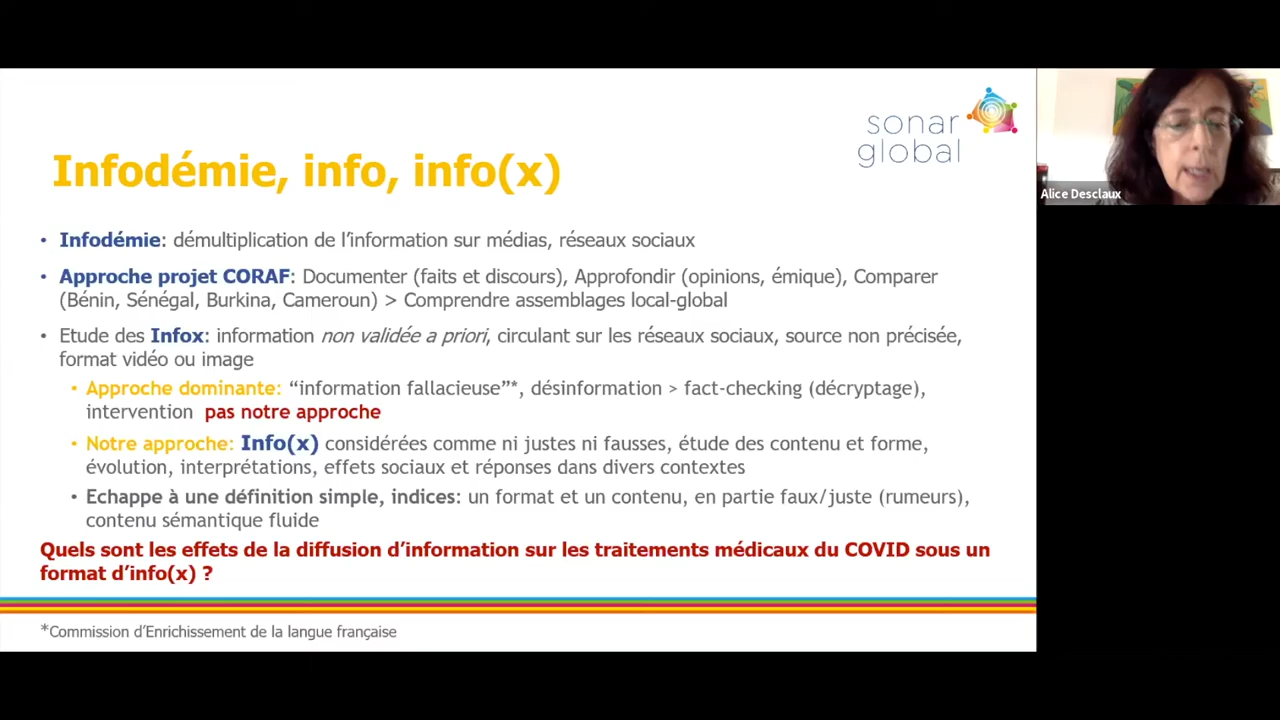 sonar
global
Infodémie, info, info(x)
Alice Desclaux
• Infodémie: démultiplication de l’information sur médias, réseaux sociaux
• Approche projet CORAF: Documenter (faits et discours), Approfondir (opinions, émique), Comparer
(Bénin, Sénégal, Burkina, Cameroun) > Comprendre assemblages local-global
• Etude des Infox: information non validée a priori, circulant sur les réseaux sociaux, source non précisée,
format vidéo ou image
• Approche dominante: “information fallacieuse”*, désinformation > fact-checking (décryptage),
intervention pas notre approche
• Notre approche: Info(x) considérées comme ni justes ni fausses, étude des contenu et forme,
évolution, interprétations, effets sociaux et réponses dans divers contextes
• Echappe à une définition simple, indices: un format et un contenu, en partie faux/juste (rumeurs),
contenu sémantique fluide
Quels sont les effets de la diffusion d’information sur les traitements médicaux du COVID sous un
format d’info(x) ?
*Commission d’Enrichissement de la langue française